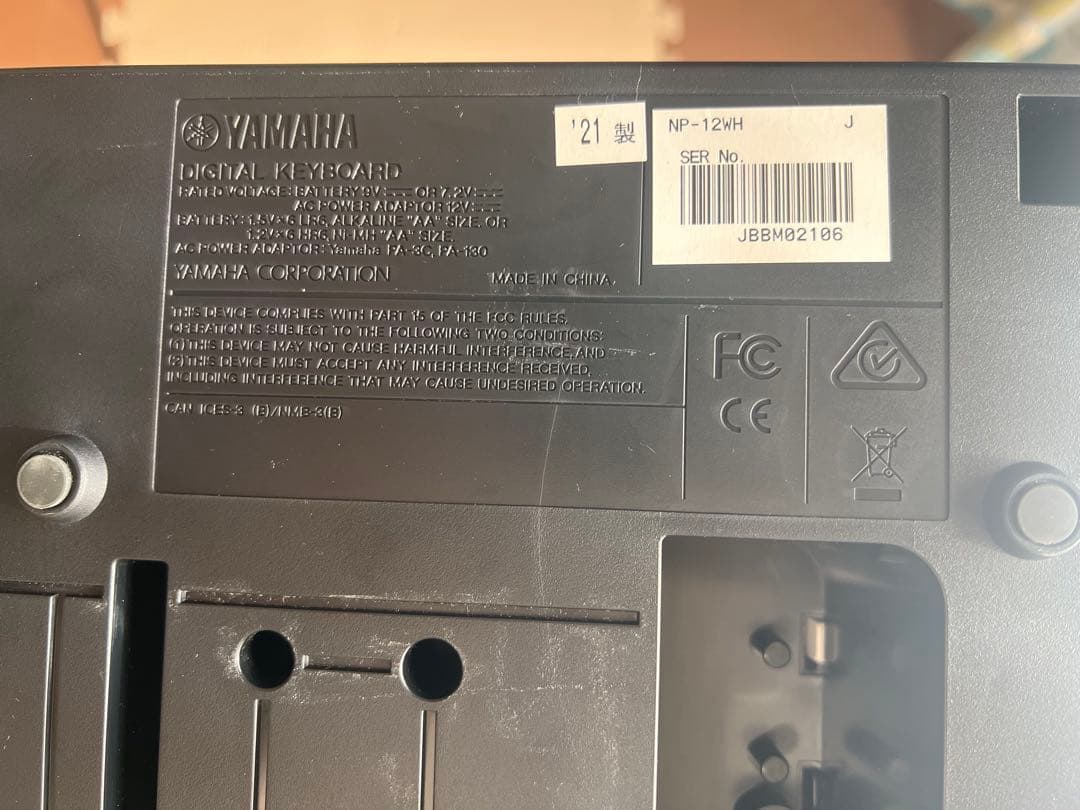 YAMAHA
DIGITAL KEYBOARD
RATED VOLTAGE: BATTERY 9V OR 7.2V
AC POWER ADAPTOR 12V
BATTERY: 1.5V×6 LR6, ALKALINE "AA" SIZE, OR
1.2V×6 HR6, Ni-MH "AA" SIZE,
AC POWER ADAPTOR: Yamaha PA-3C, PA-130
YAMAHA CORPORATION
MADE IN CHINA.
'21 製
NP-12WH J
SER No.
JBBM02106
THIS DEVICE COMPLIES WITH PART 15 OF THE FCC RULES.
OPERATION IS SUBJECT TO THE FOLLOWING TWO CONDITIONS:
(1) THIS DEVICE MAY NOT CAUSE HARMFUL INTERFERENCE, AND
(2) THIS DEVICE MUST ACCEPT ANY INTERFERENCE RECEIVED,
INCLUDING INTERFERENCE THAT MAY CAUSE UNDESIRED OPERATION.
CAN ICES-3 (B)/NMB-3(B)
FC
CE